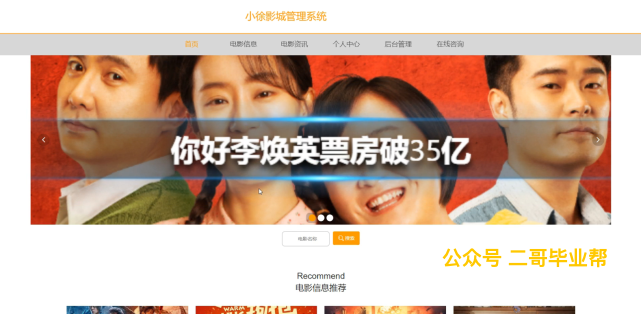 小徐影城管理系统
首页 电影信息 电影资讯 个人中心 后台管理 在线咨询
你好李焕英票房破35亿
电影名称 搜索
公众号 二哥毕业帮
Recommend
电影信息推荐
WARM